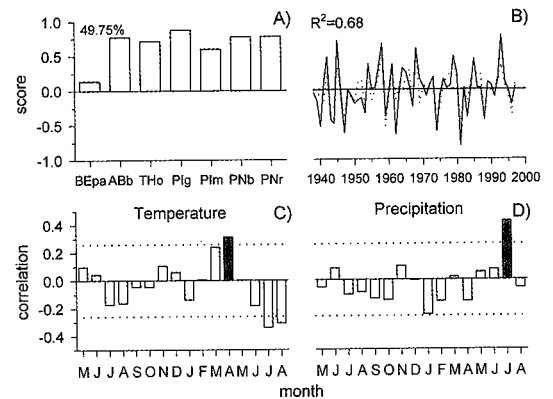 A)
49.75%
score
1.0
0.5
0.0
-0.5
-1.0
BEpa ABb THo PIg PIm PNb PNr
B)
R²=0.68
1940 1950 1960 1970 1980 1990 2000
Temperature C)
correlation
0.4
0.2
0.0
-0.2
-0.4
M J J A S O N D J F M A M J J A
Precipitation D)
M J J A S O N D J F M A M J J A
month